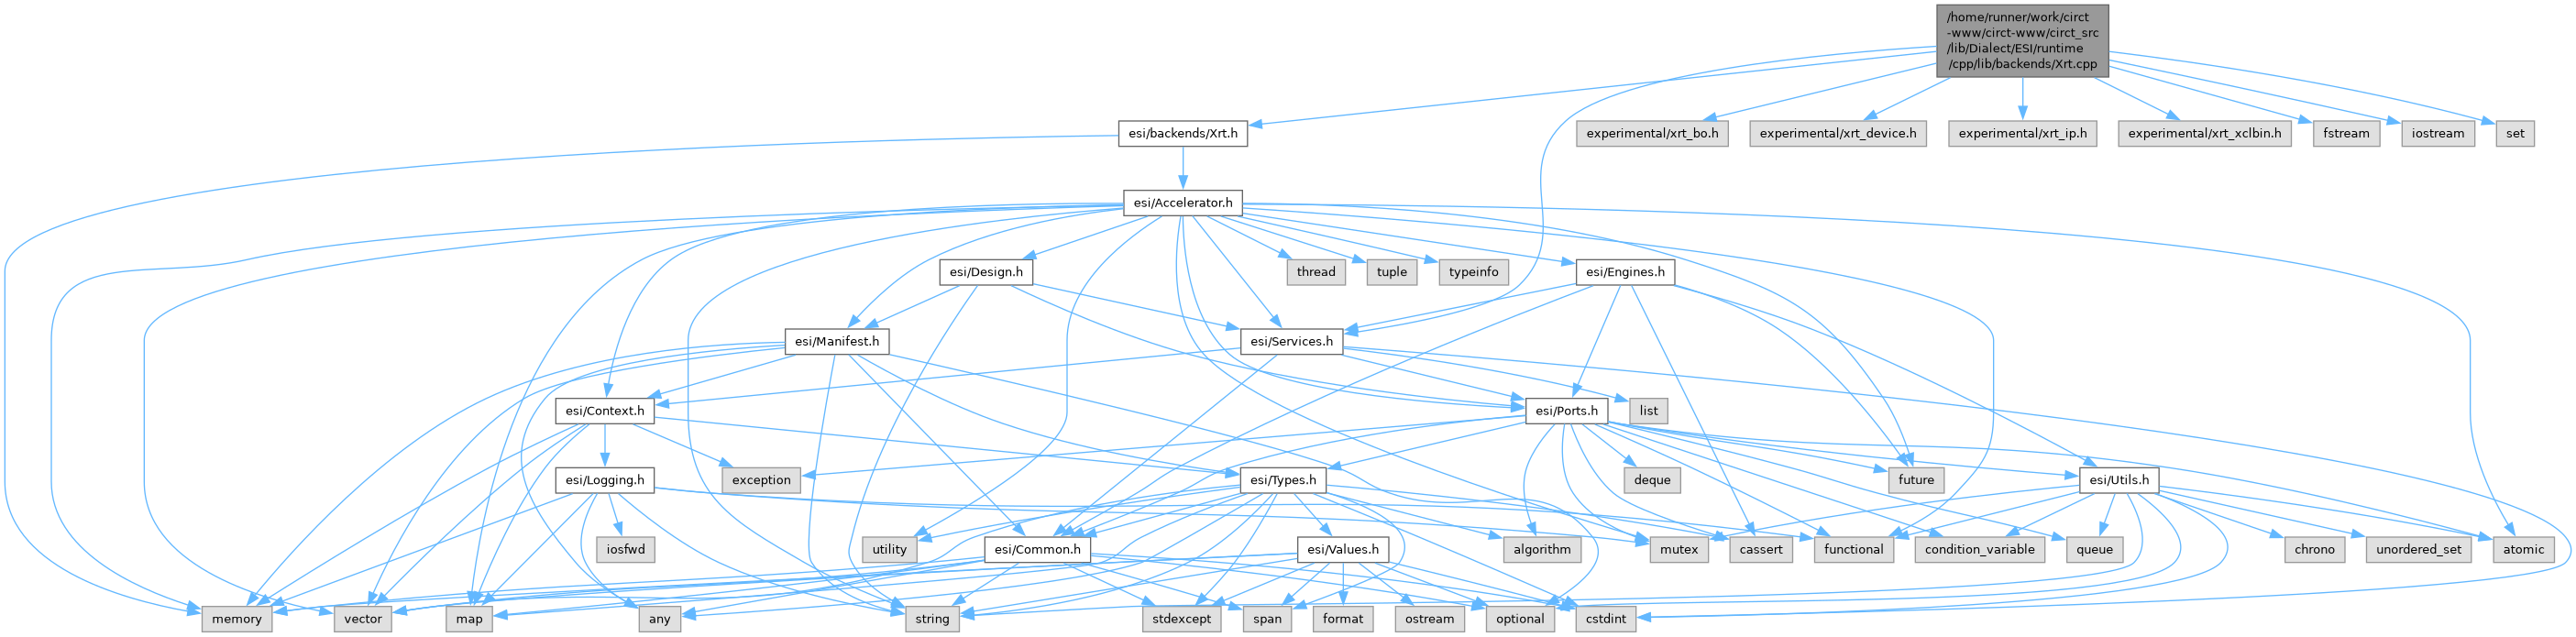 /home/runner/work/circt
-www/circt-www/circt_src
/lib/Dialect/ESI/runtime
/cpp/lib/backends/Xrt.cpp
esi/backends/Xrt.h
experimental/xrt_bo.h
experimental/xrt_device.h
experimental/xrt_ip.h
experimental/xrt_xclbin.h
fstream
iostream
set
esi/Accelerator.h
esi/Design.h
thread
tuple
typeinfo
esi/Engines.h
esi/Manifest.h
esi/Services.h
esi/Context.h
esi/Ports.h
list
esi/Logging.h
exception
esi/Types.h
deque
future
esi/Utils.h
iosfwd
utility
esi/Common.h
esi/Values.h
algorithm
mutex
cassert
functional
condition_variable
queue
chrono
unordered_set
atomic
memory
vector
map
any
string
stdexcept
span
format
ostream
optional
cstdint